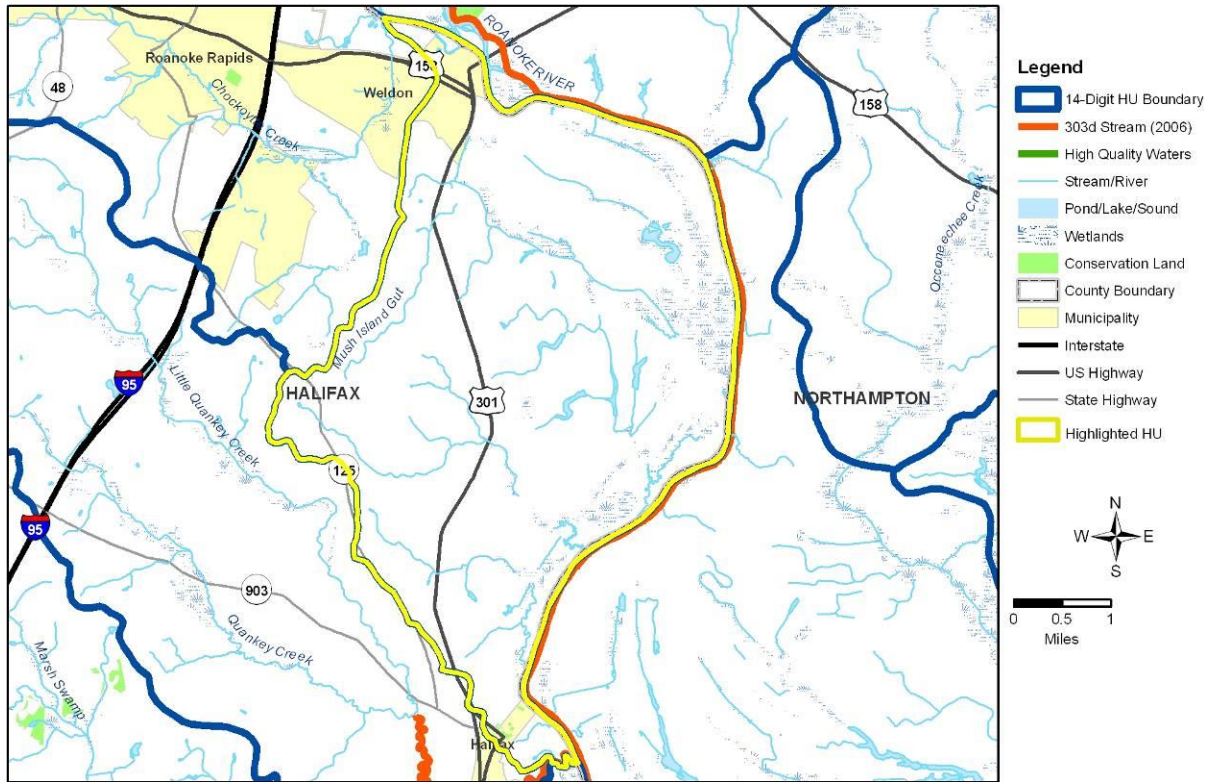 Roanoke Rapids
48
Chockoyotte Creek
158
Weldon
ROANOKE RIVER
158
Occoneechee Creek
Mush Island Gut
95
HALIFAX
301
NORTHAMPTON
Little Quankey Creek
125
95
903
Quankey Creek
Marsh Swamp
Halifax
Legend
14-Digit HU Boundary
303d Stream (2006)
High Quality Waters
Stream/River
Pond/Lake/Sound
Wetlands
Conservation Land
County Boundary
Municipality
Interstate
US Highway
State Highway
Highlighted HU
N
W E
S
0 0.5 1
Miles